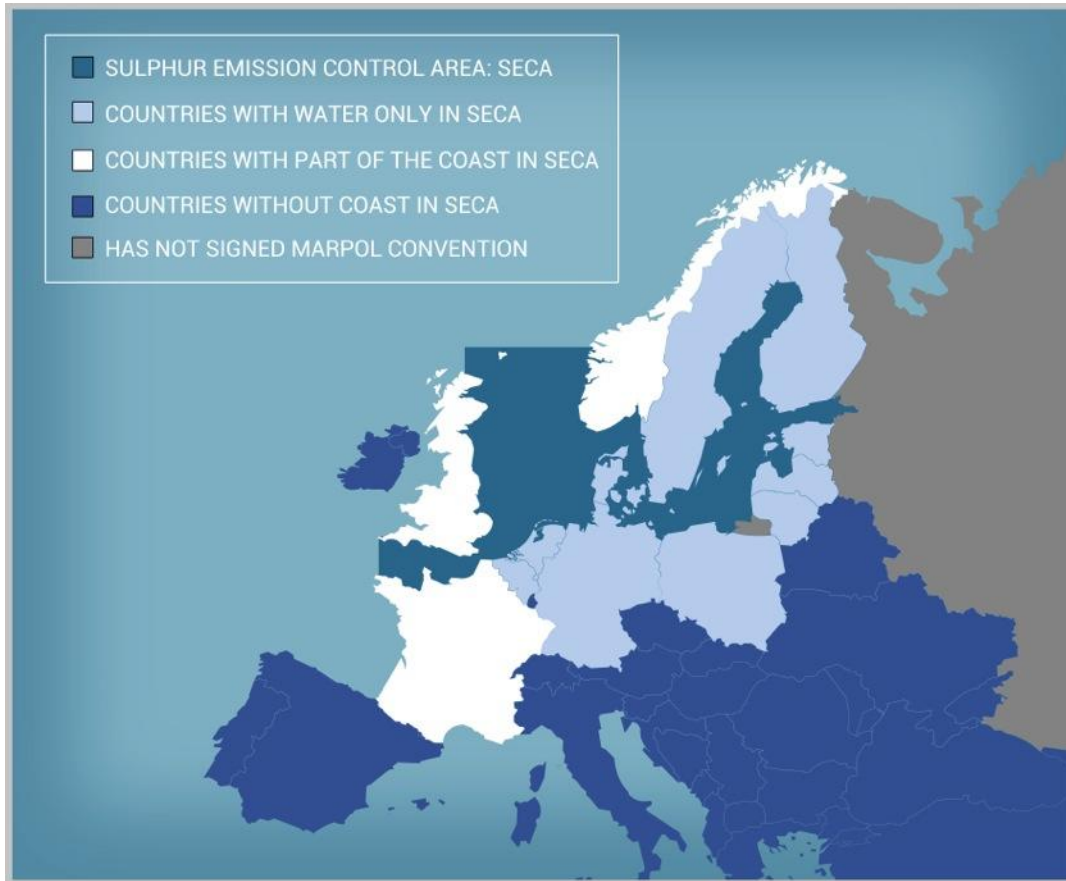 SULPHUR EMISSION CONTROL AREA: SECA
COUNTRIES WITH WATER ONLY IN SECA
COUNTRIES WITH PART OF THE COAST IN SECA
COUNTRIES WITHOUT COAST IN SECA
HAS NOT SIGNED MARPOL CONVENTION